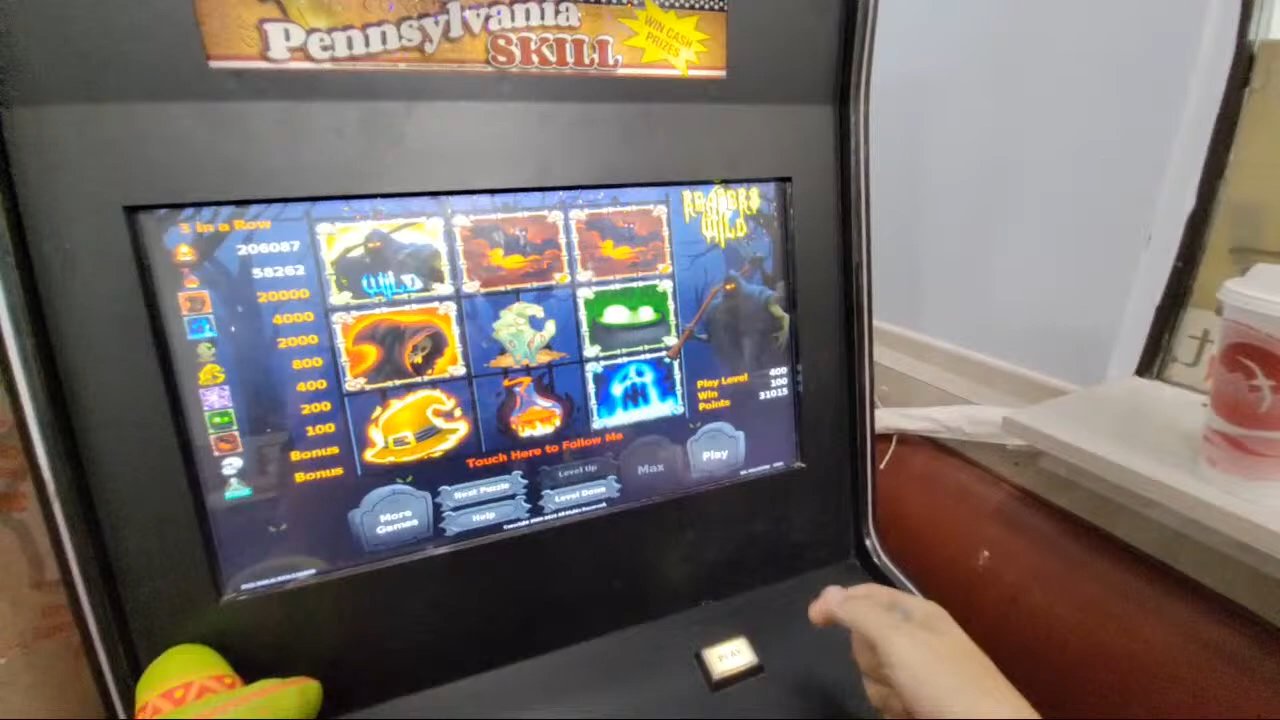 Pennsylvania
SKILL
WIN CASH
PRIZES
REAPERS
WILD
3 in a Row
206087
58262
20000
4000
2000
800
400
200
100
Bonus
Bonus
WILD
Play Level 400
Win 100
Points 31015
Touch Here to Follow Me
More
Games
Next Puzzle
Help
Level Up
Level Down
Max
Play
PLAY